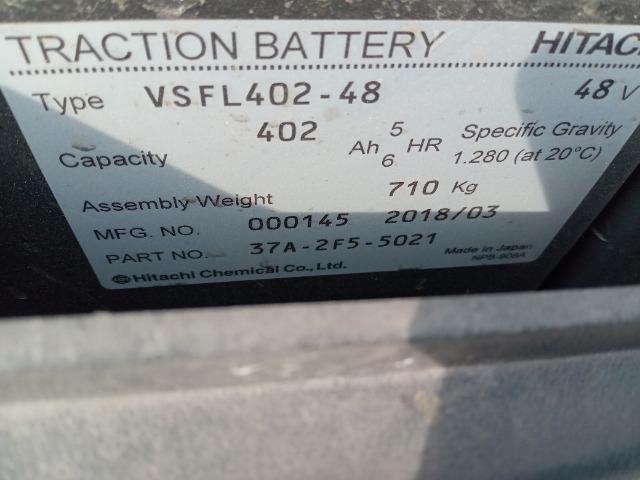 TRACTION BATTERY HITAC
Type VSFL402-48 48 V
Capacity 402 Ah 5 6 HR Specific Gravity 1.280 (at 20°C)
Assembly Weight 710 Kg
MFG. NO. 000145 2018/03
PART NO. 37A-2F5-5021 Made in Japan
Hitachi Chemical Co., Ltd. NPB-908A